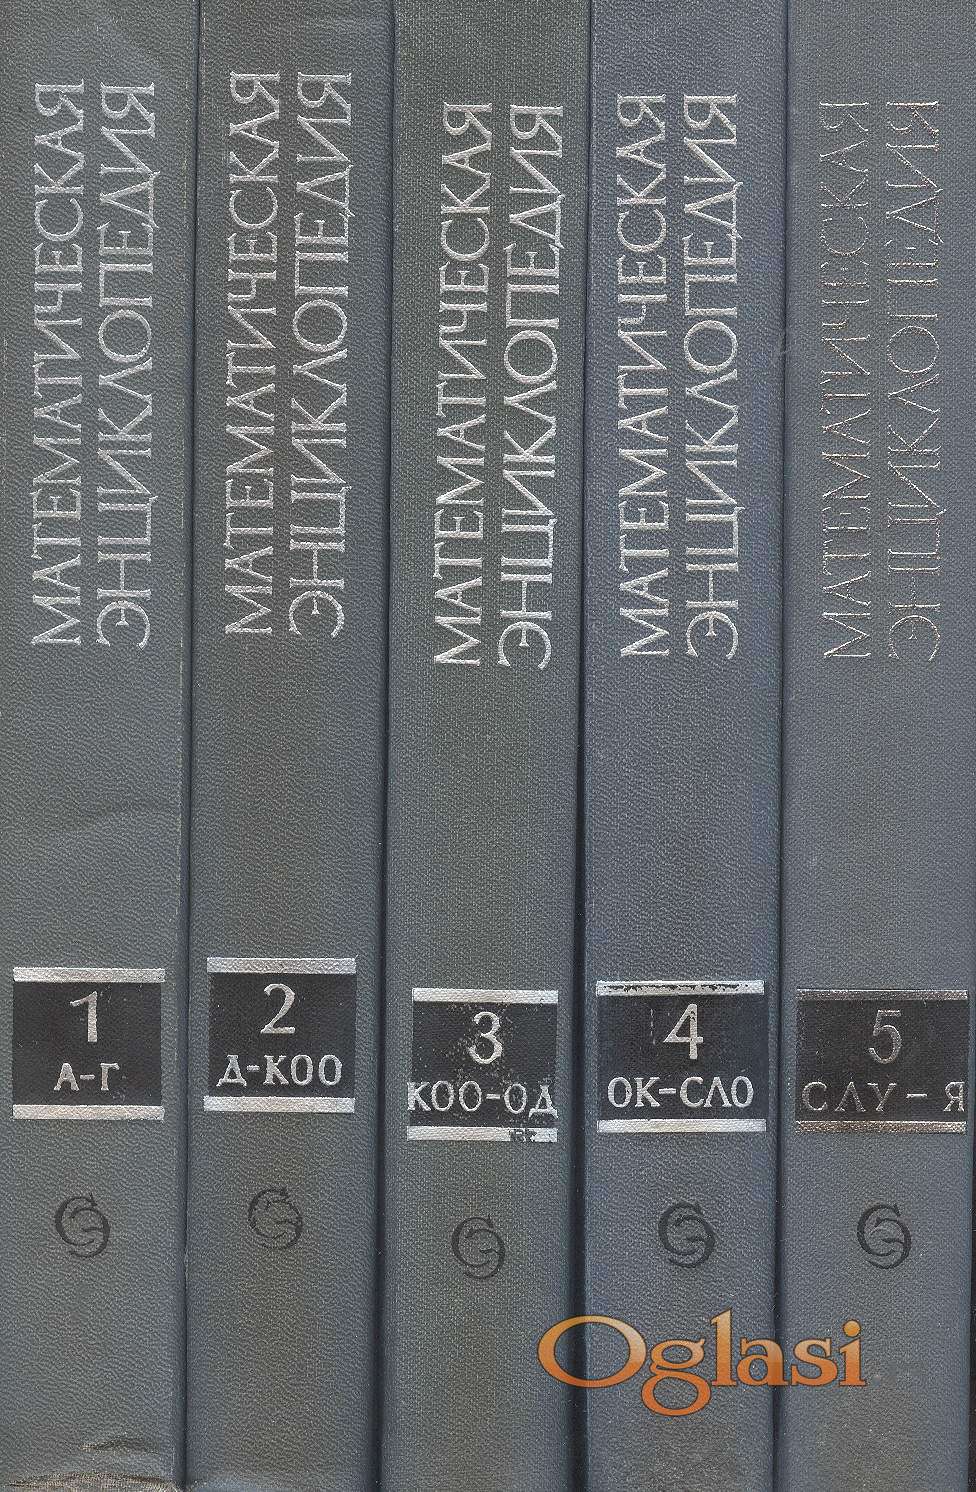 МАТЕМАТИЧЕСКАЯ
ЭНЦИКЛОПЕДИЯ
1
А-Г
МАТЕМАТИЧЕСКАЯ
ЭНЦИКЛОПЕДИЯ
2
Д-КОО
МАТЕМАТИЧЕСКАЯ
ЭНЦИКЛОПЕДИЯ
3
КОО-ОД
МАТЕМАТИЧЕСКАЯ
ЭНЦИКЛОПЕДИЯ
4
ОК-СЛО
МАТЕМАТИЧЕСКАЯ
ЭНЦИКЛОПЕДИЯ
5
СЛУ-Я
Oglasi